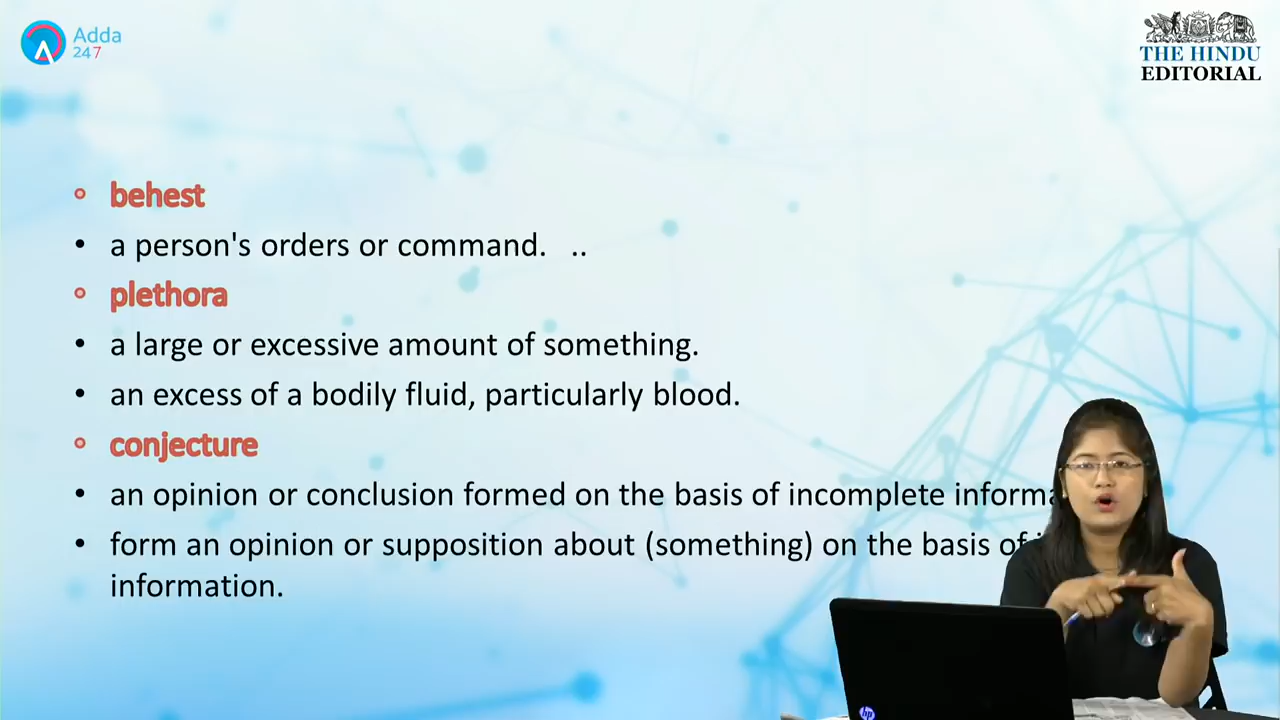 Adda
247
THE HINDU
EDITORIAL
behest
a person's orders or command. ..
plethora
a large or excessive amount of something.
an excess of a bodily fluid, particularly blood.
conjecture
an opinion or conclusion formed on the basis of incomplete
form an opinion or supposition about (something) on the basis of
information.
hp